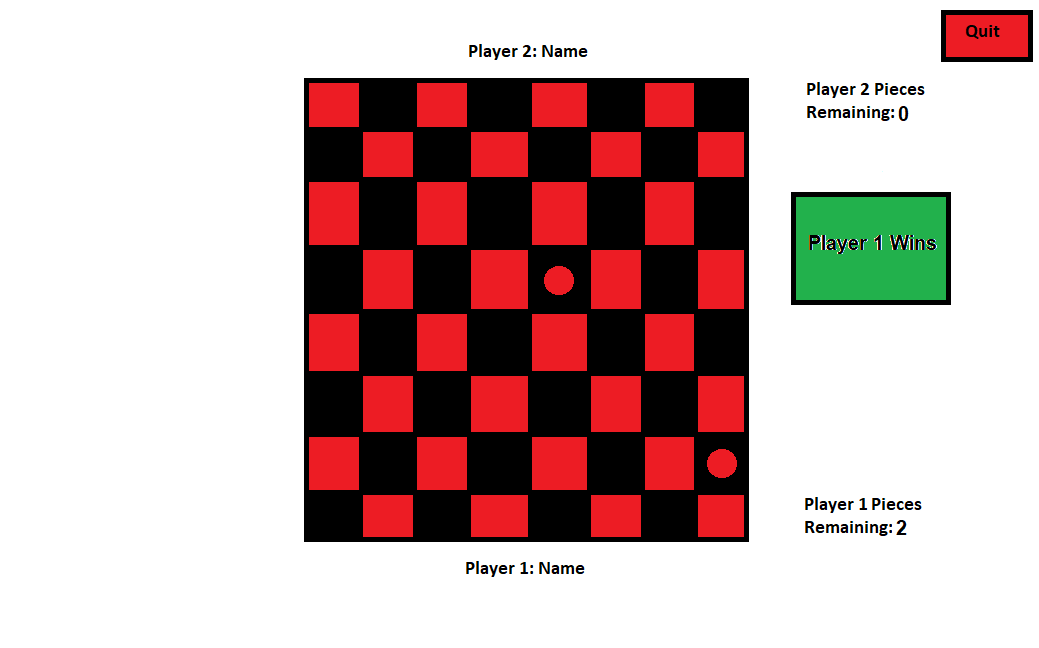 Quit
Player 2: Name
Player 2 Pieces
Remaining: 0
Player 1 Wins
Player 1 Pieces
Remaining: 2
Player 1: Name